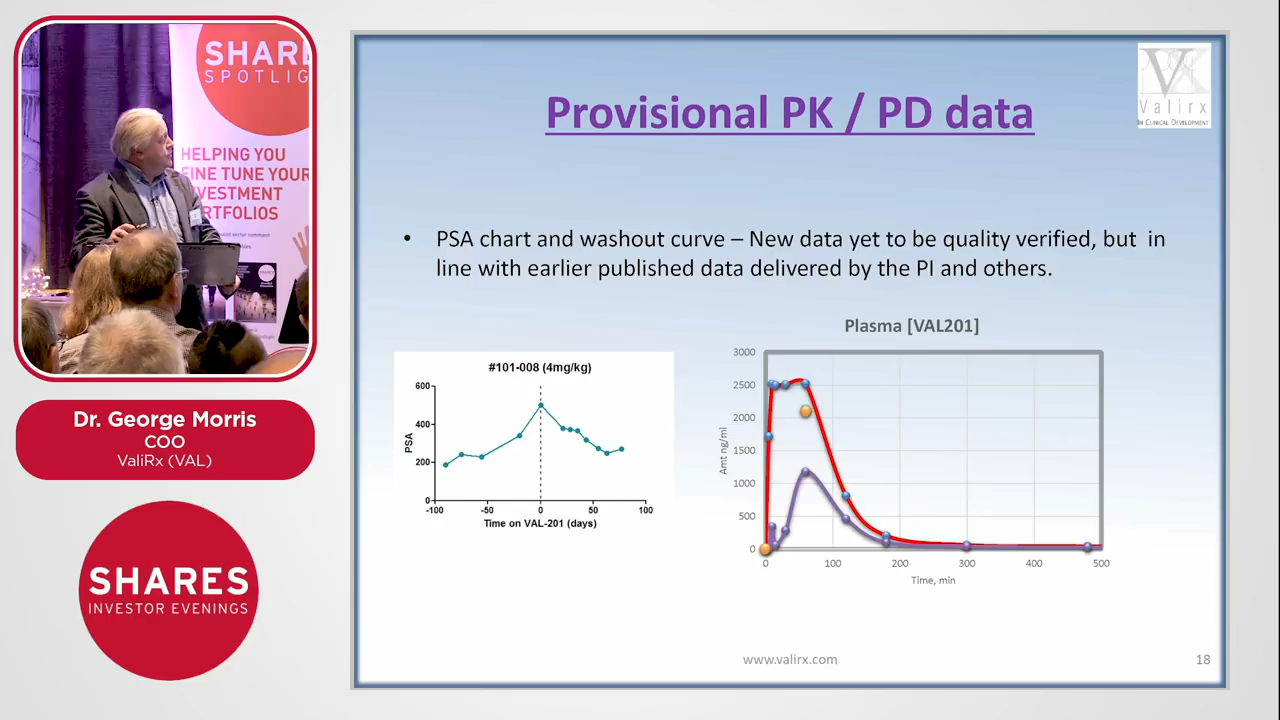 SHAR
SPOTLIG
HELPING YOU
FINE TUNE YOUR
VESTMENT
RTFOLIOS
Dr. George Morris
COO
ValiRx (VAL)
SHARES
INVESTOR EVENINGS
Valirx
IN CLINICAL DEVELOPMENT
Provisional PK / PD data
• PSA chart and washout curve – New data yet to be quality verified, but in
line with earlier published data delivered by the PI and others.
#101-008 (4mg/kg)
PSA
600
400
200
0
-100 -50 0 50 100
Time on VAL-201 (days)
Plasma [VAL201]
Amt ng/ml
3000
2500
2000
1500
1000
500
0
0 100 200 300 400 500
Time, min
www.valirx.com
18